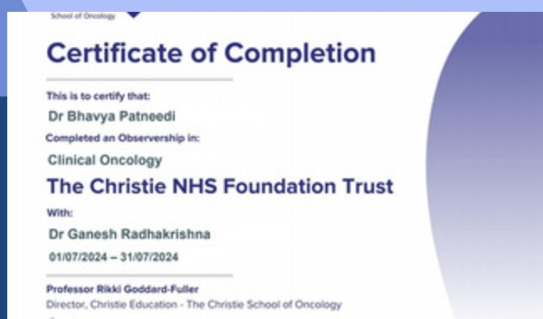 School of Oncology
Certificate of Completion
This is to certify that:
Dr Bhavya Patneedi
Completed an Observership in:
Clinical Oncology
The Christie NHS Foundation Trust
With:
Dr Ganesh Radhakrishna
01/07/2024 – 31/07/2024
Professor Rikki Goddard-Fuller
Director, Christie Education - The Christie School of Oncology